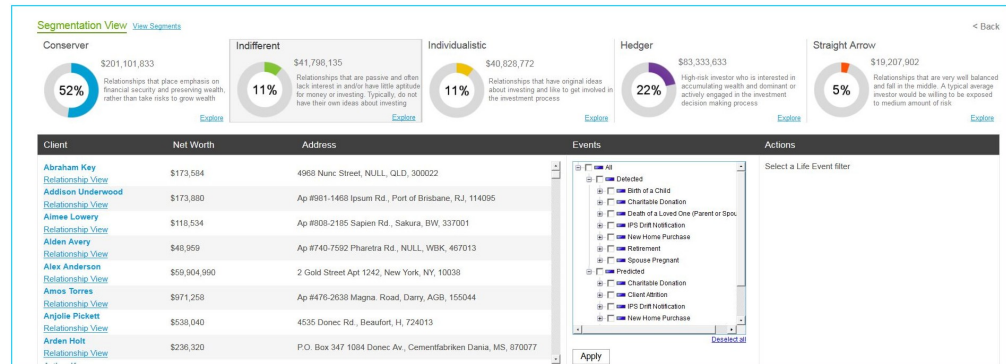 Segmentation View View Segments
< Back
Conserver
$201,101,833
52%
Relationships that place emphasis on
financial security and preserving wealth,
rather than take risks to grow wealth
Explore
Indifferent
$41,798,135
11%
Relationships that are passive and often
lack interest in and/or have little aptitude
for money or investing. Typically, do not
have their own ideas about investing
Explore
Individualistic
$40,828,772
11%
Relationships that have original ideas
about investing and like to get involved in
the investment process
Explore
Hedger
$83,333,633
22%
High-risk investor who is interested in
accumulating wealth and dominant or
actively engaged in the investment
decision making process
Explore
Straight Arrow
$19,207,902
5%
Relationships that are very well balanced
and fall in the middle. A typical average
investor would be willing to be exposed
to medium amount of risk
Explore
Client Net Worth Address Events Actions
Abraham Key
Relationship View
$173,584
4968 Nunc Street, NULL, QLD, 300022
Addison Underwood
Relationship View
$173,880
Ap #981-1468 Ipsum Rd., Port of Brisbane, RJ, 114095
Aimee Lowery
Relationship View
$118,534
Ap #808-2185 Sapien Rd., Sakura, BW, 337001
Alden Avery
Relationship View
$48,959
Ap #740-7592 Pharetra Rd., NULL, WBK, 467013
Alex Anderson
Relationship View
$59,904,990
2 Gold Street Apt 1242, New York, NY, 10038
Amos Torres
Relationship View
$971,258
Ap #476-2638 Magna. Road, Darry, AGB, 155044
Anjolie Pickett
Relationship View
$538,040
4535 Donec Rd., Beaufort, H, 724013
Arden Holt
Relationship View
$236,320
P.O. Box 347 1084 Donec Av., Cementfabriken Dania, MS, 870077
All
Detected
Birth of a Child
Charitable Donation
Death of a Loved One (Parent or Spou
IPS Drift Notification
New Home Purchase
Retirement
Spouse Pregnant
Predicted
Charitable Donation
Client Attrition
IPS Drift Notification
New Home Purchase
Deselect all
Apply
Select a Life Event filter